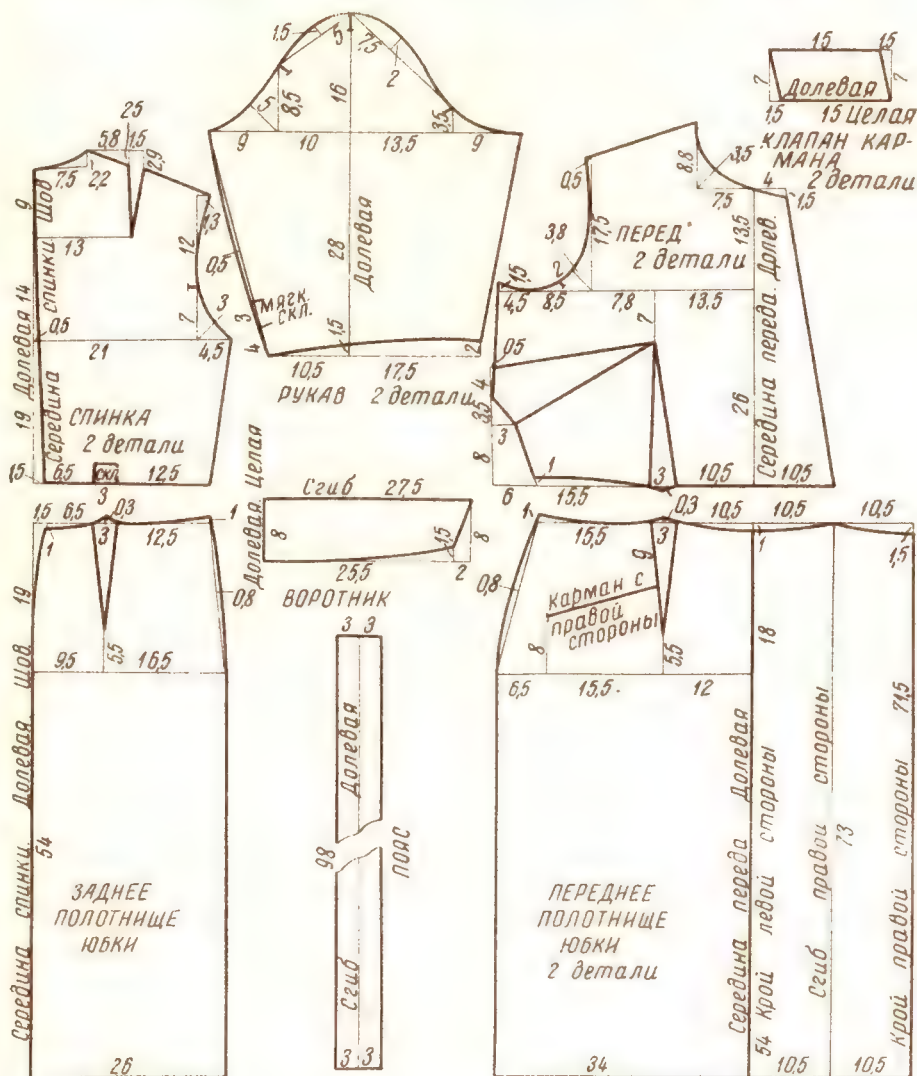 1,5
5
7,5
2
16
8,5
5
3,5
9
10
13,5
9
28
Долевая
0,5
МЯГК.
СКЛ.
3
4
1,5
2
10,5
17,5
РУКАВ 2 детали
15
1,5
7
Долевая
7
1,5
15 Целая
КЛАПАН КАР-
МАНА
2 детали
25
5,8
1,5
2,9
7,5
2,2
9
Шов
13
1,3
12
7
3
0,5
21
4,5
Долевая 14
спинки
19
Середина
СПИНКА
2 детали
1,5
6,5
скл
12,5
3
0,5
8,8
3,5
7,5
4
1,5
3,8
17,5
13,5
ПЕРЕД
2 детали
Долев.
1,5
2
4,5
8,5
7,8
13,5
7
0,5
4
3,5
3
8
26
Середина переда
6
1
15,5
3
10,5
10,5
Долевая Целая
Сгиб 27,5
8
1,5
8
25,5
2
ВОРОТНИК
1,5
6,5
0,3
1
3
12,5
1
19
0,8
9,5
5,5
16,5
Середина спинки Долевая Шов
54
ЗАДНЕЕ
ПОЛОТНИЩЕ
ЮБКИ
26
3 3
Долевая
98
ПОЯС
Сгиб
3 3
1
0,3
10,5
10,5
10,5
15,5
3
9
1
1,5
0,8
карман с
правой
стороны
8
5,5
18
6,5
15,5
12
Середина переда Долевая
54 Крой левой стороны
Сгиб правой стороны
73
Крой правой стороны 71,5
ПЕРЕДНЕЕ
ПОЛОТНИЩЕ
ЮБКИ
2 детали
34
10,5
10,5